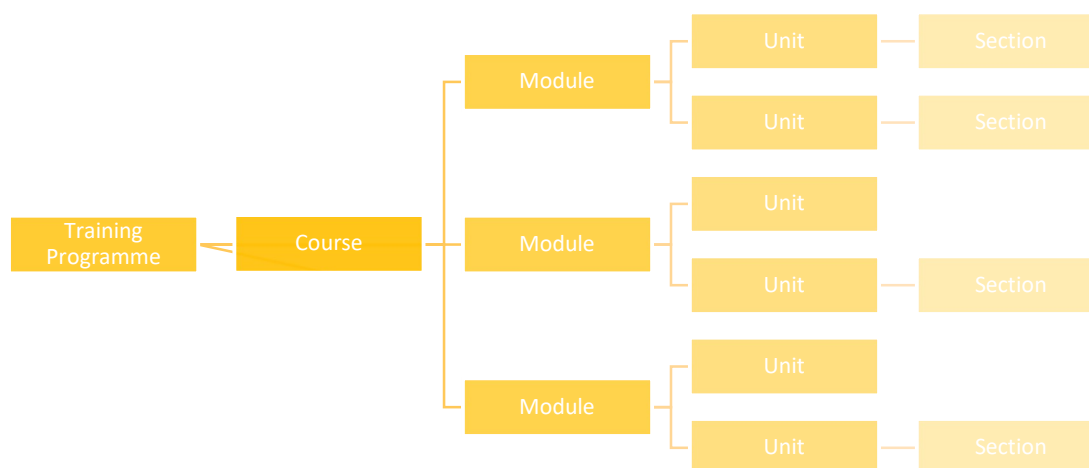 Unit
Section
Module
Unit
Section
Training
Programme
Course
Module
Unit
Unit
Section
Module
Unit
Unit
Section